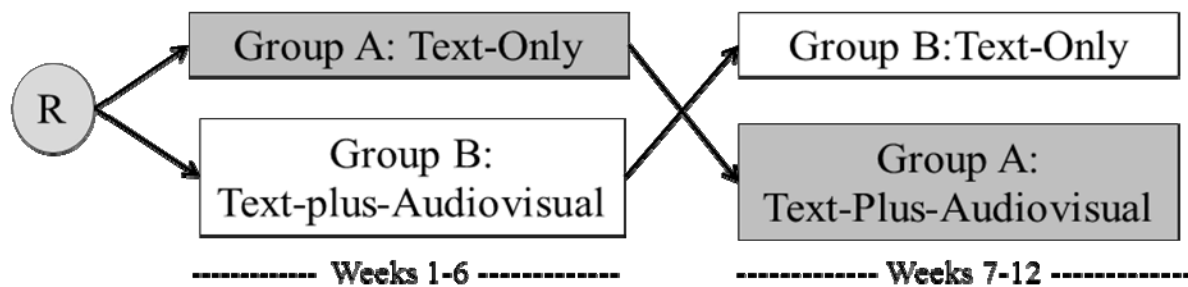 R
Group A: Text-Only
Group B:
Text-plus-Audiovisual
Group B:Text-Only
Group A:
Text-Plus-Audiovisual
Weeks 1-6
Weeks 7-12